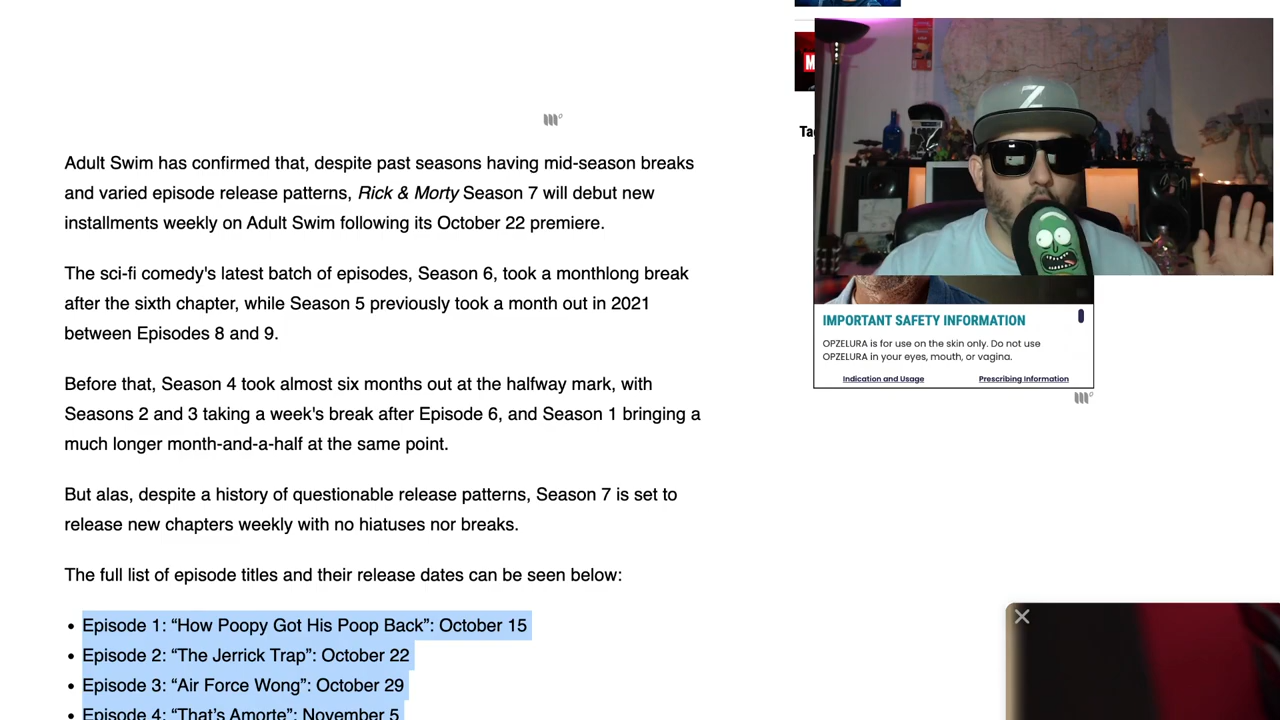 Adult Swim has confirmed that, despite past seasons having mid-season breaks
and varied episode release patterns, Rick & Morty Season 7 will debut new
installments weekly on Adult Swim following its October 22 premiere.
The sci-fi comedy's latest batch of episodes, Season 6, took a monthlong break
after the sixth chapter, while Season 5 previously took a month out in 2021
between Episodes 8 and 9.
Before that, Season 4 took almost six months out at the halfway mark, with
Seasons 2 and 3 taking a week's break after Episode 6, and Season 1 bringing a
much longer month-and-a-half at the same point.
But alas, despite a history of questionable release patterns, Season 7 is set to
release new chapters weekly with no hiatuses nor breaks.
The full list of episode titles and their release dates can be seen below:
• Episode 1: “How Poopy Got His Poop Back”: October 15
• Episode 2: “The Jerrick Trap”: October 22
• Episode 3: “Air Force Wong”: October 29
• Episode 4: “That’s Amorte”: November 5
M
Ta
Z
IMPORTANT SAFETY INFORMATION
OPZELURA is for use on the skin only. Do not use
OPZELURA in your eyes, mouth, or vagina.
Indication and Usage Prescribing Information